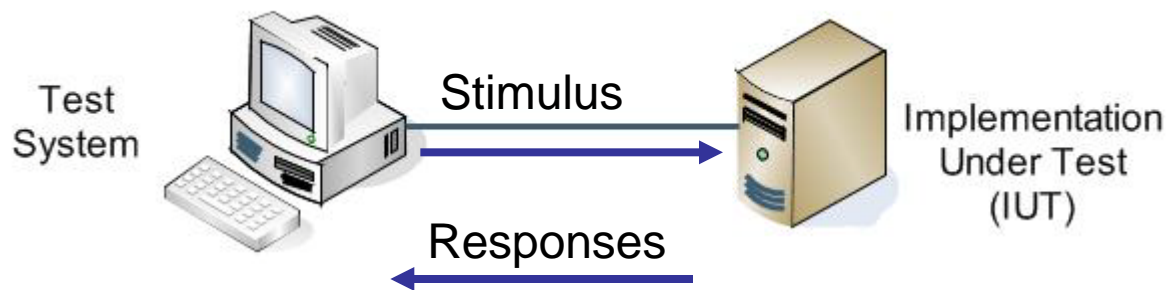 Test
System
Stimulus
Responses
Implementation
Under Test
(IUT)